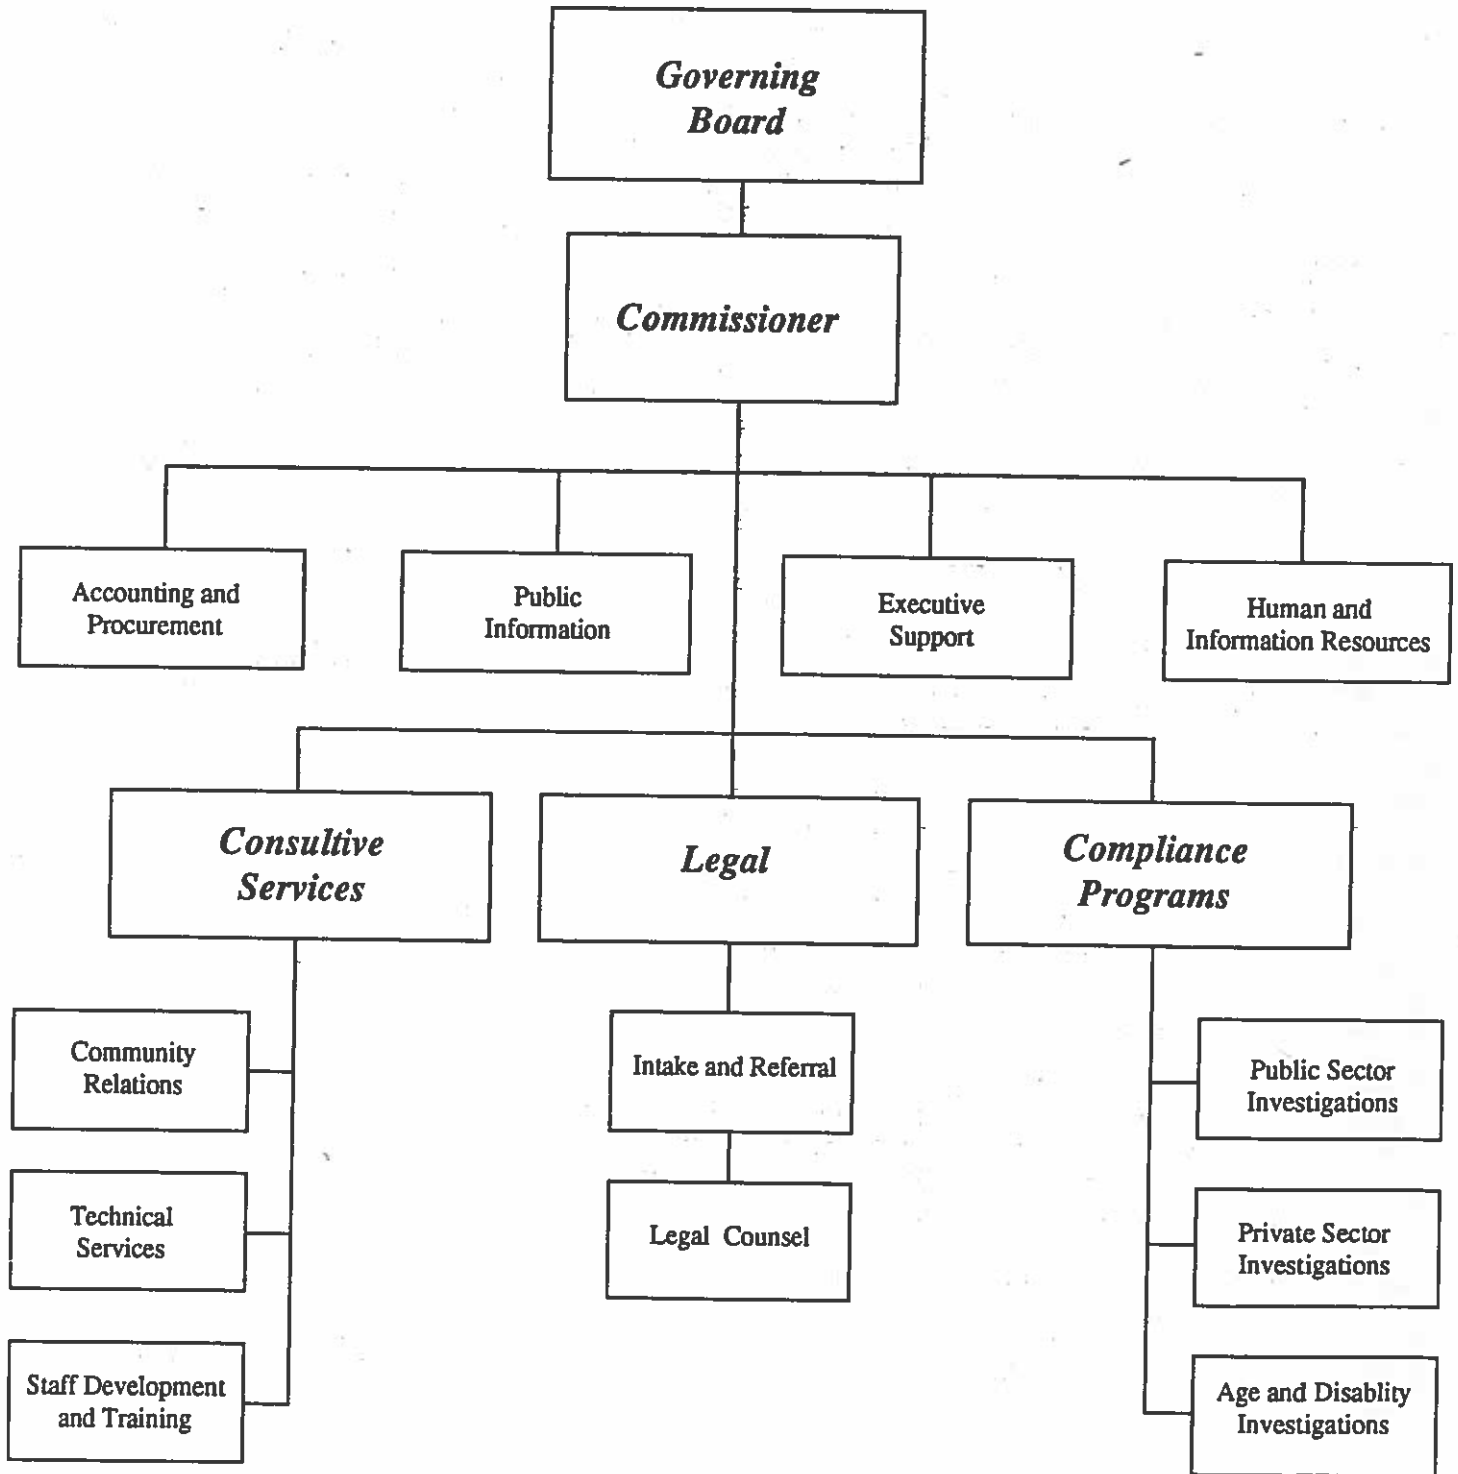 Governing
Board
Commissioner
Accounting and
Procurement
Public
Information
Executive
Support
Human and
Information Resources
Consultive
Services
Legal
Compliance
Programs
Community
Relations
Technical
Services
Staff Development
and Training
Intake and Referral
Legal Counsel
Public Sector
Investigations
Private Sector
Investigations
Age and Disablity
Investigations